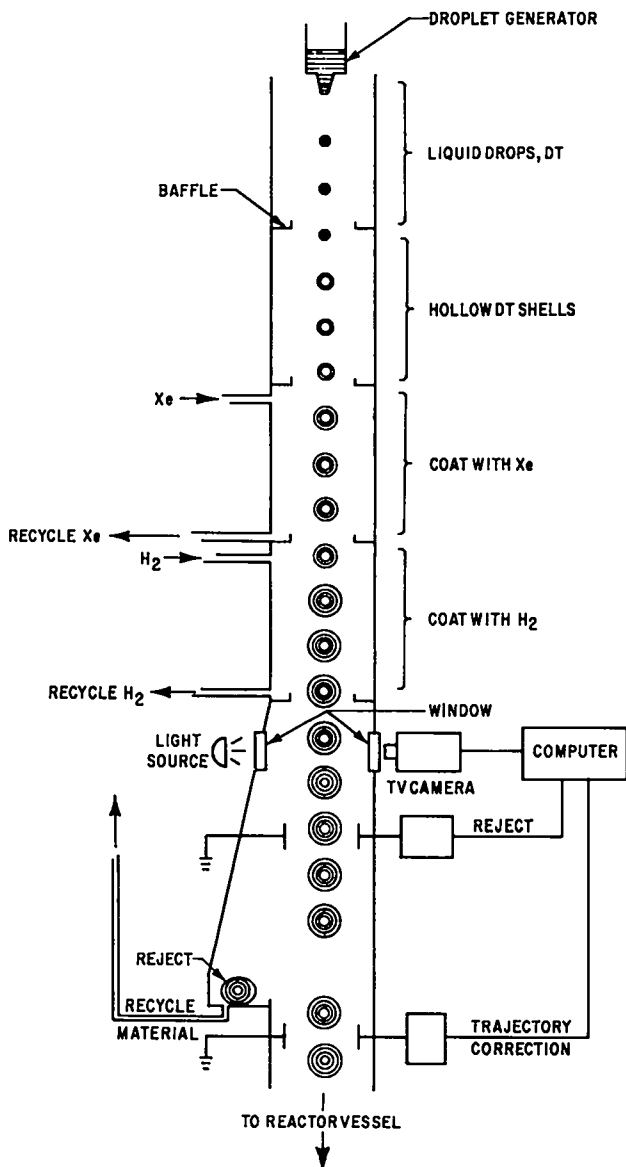 DROPLET GENERATOR
LIQUID DROPS, DT
BAFFLE
HOLLOW DT SHELLS
Xe
COAT WITH Xe
RECYCLE Xe
H2
COAT WITH H2
RECYCLE H2
WINDOW
LIGHT
SOURCE
TV CAMERA
COMPUTER
REJECT
REJECT
RECYCLE
MATERIAL
TRAJECTORY
CORRECTION
TO REACTOR VESSEL